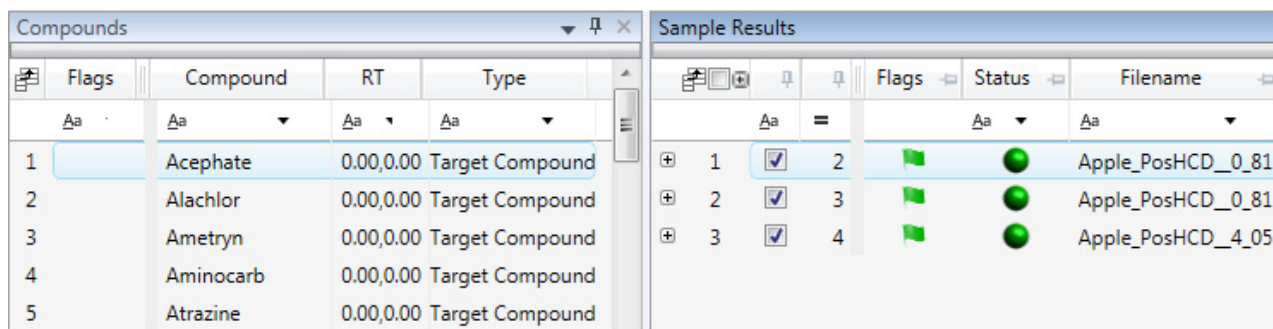 Compounds
Flags Compound RT Type
Aa Aa Aa Aa
1 Acephate 0.00,0.00 Target Compound
2 Alachlor 0.00,0.00 Target Compound
3 Ametryn 0.00,0.00 Target Compound
4 Aminocarb 0.00,0.00 Target Compound
5 Atrazine 0.00,0.00 Target Compound
Sample Results
Flags Status Filename
Aa = Aa Aa
1 2 Apple_PosHCD__0_81
2 3 Apple_PosHCD__0_81
3 4 Apple_PosHCD__4_05